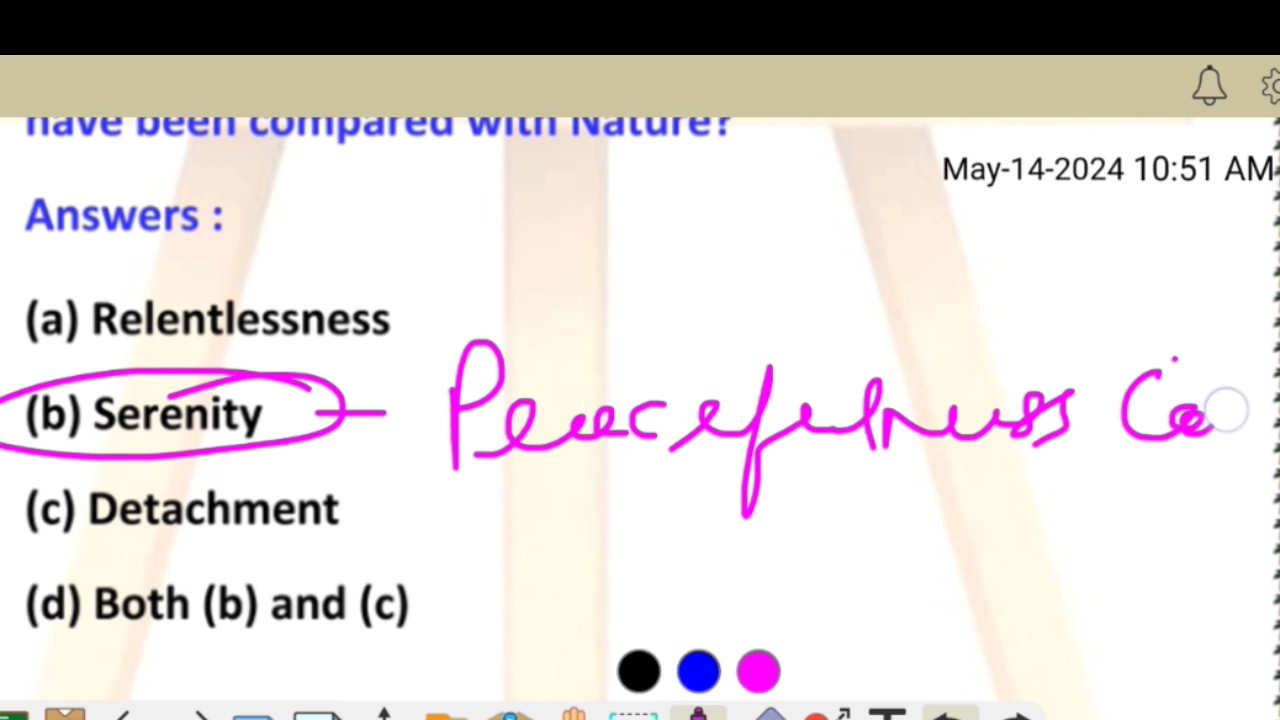 have been compared with Nature?
May-14-2024 10:51 AM
Answers :
(a) Relentlessness
(b) Serenity — Peacefulness
(c) Detachment
(d) Both (b) and (c)